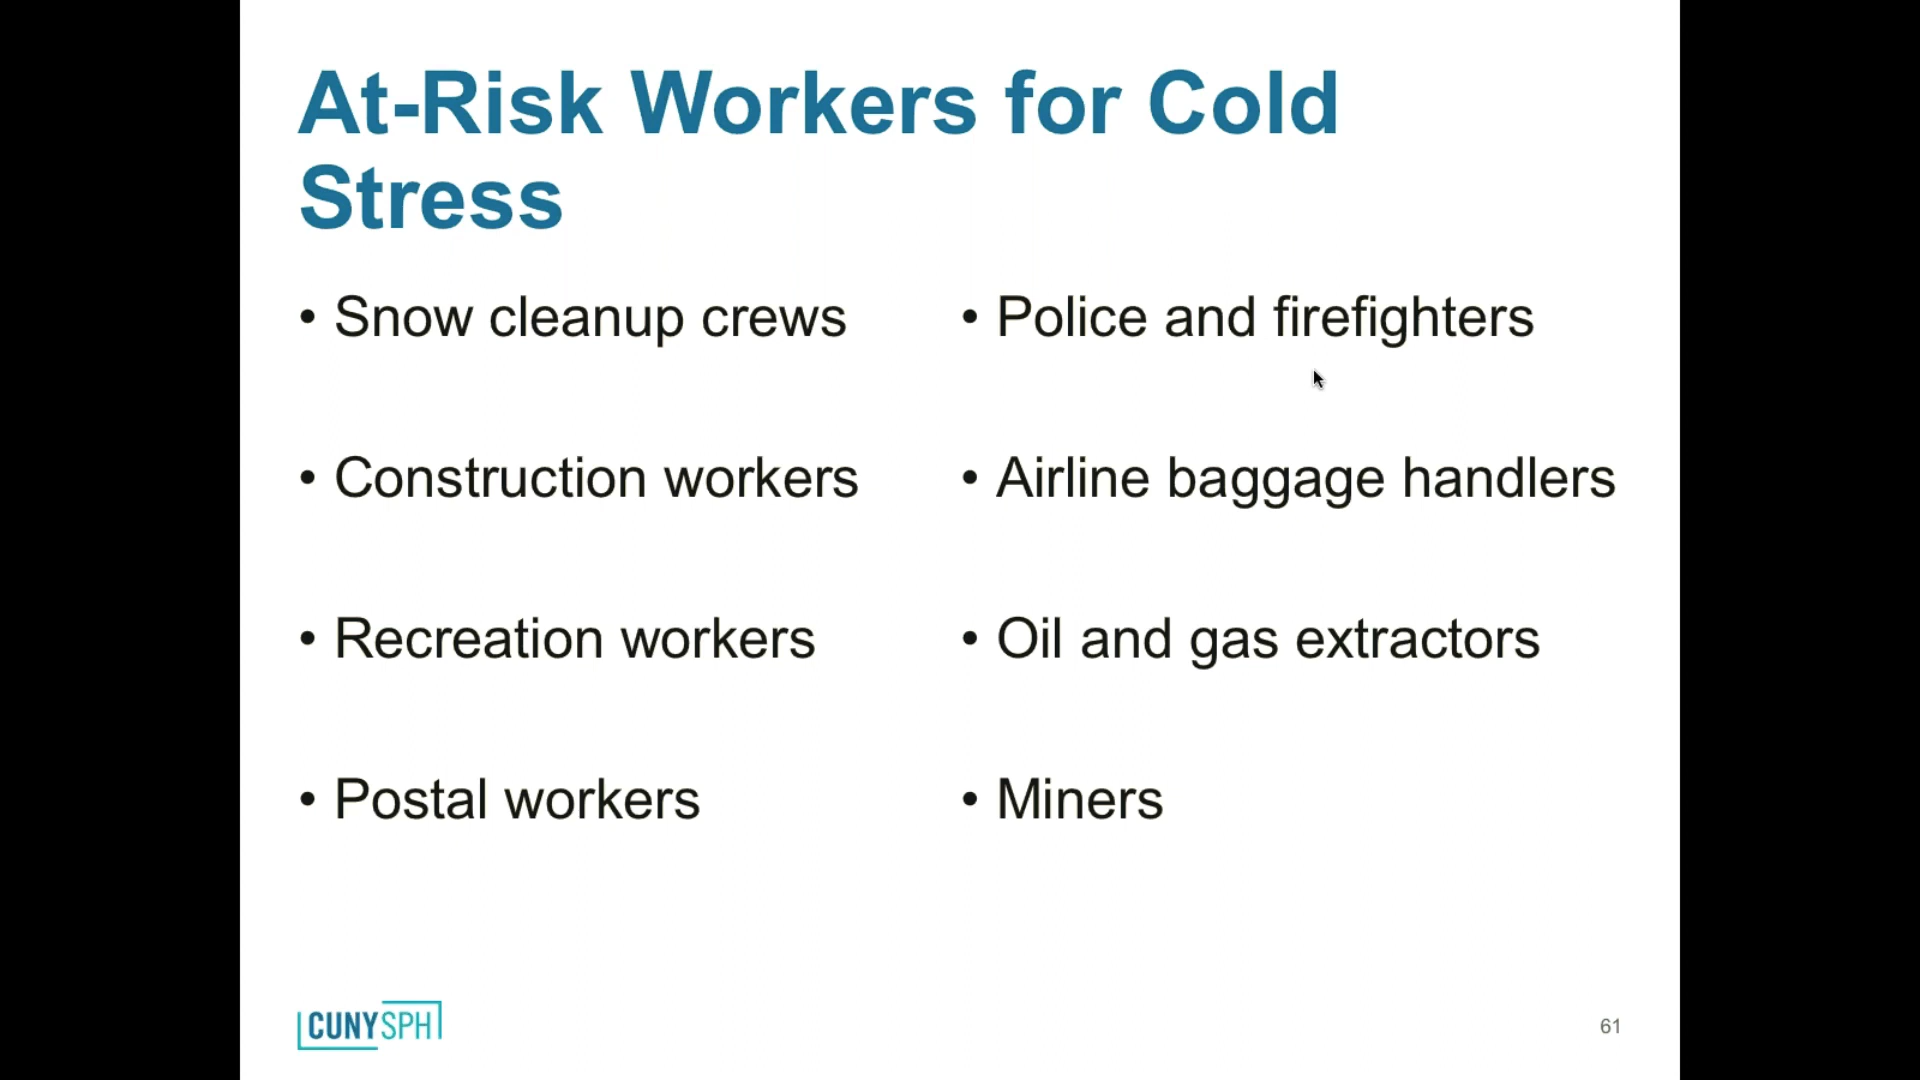 At-Risk Workers for Cold
Stress
• Snow cleanup crews
• Construction workers
• Recreation workers
• Postal workers
• Police and firefighters
• Airline baggage handlers
• Oil and gas extractors
• Miners
CUNYSPH
61